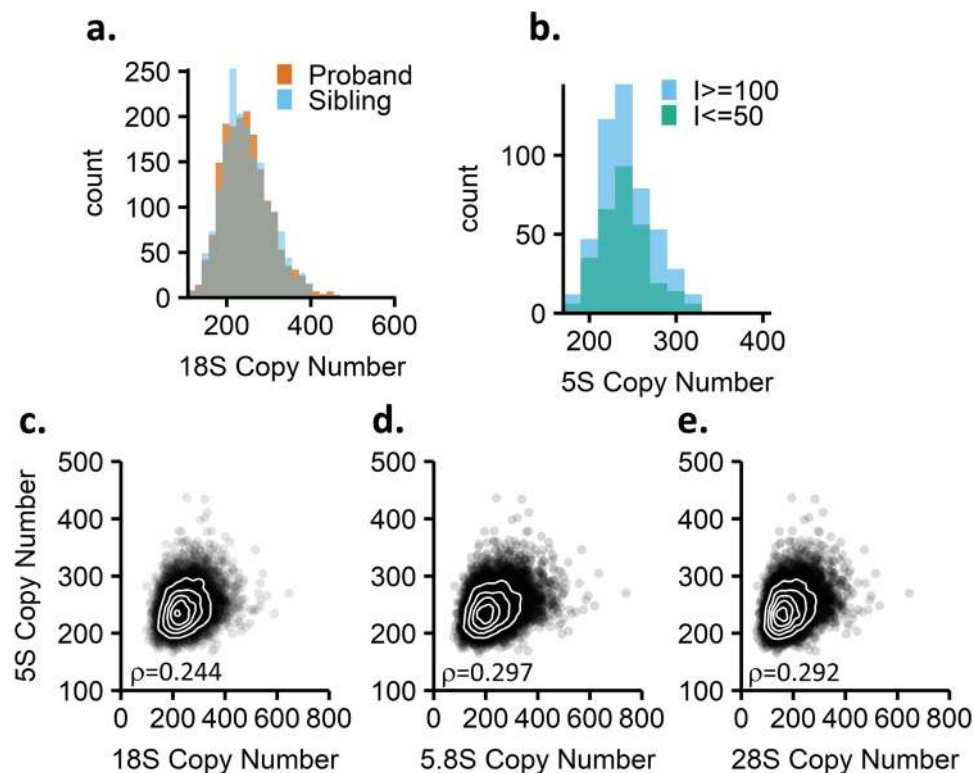 a.
250
200
150
100
50
0
count
Proband
Sibling
200
400
600
18S Copy Number
b.
100
50
0
count
l>=100
l<=50
200
300
400
5S Copy Number
c.
500
400
300
200
100
5S Copy Number
ρ=0.244
0 200 400 600 800
18S Copy Number
d.
500
400
300
200
100
ρ=0.297
0 200 400 600 800
5.8S Copy Number
e.
500
400
300
200
100
ρ=0.292
0 200 400 600 800
28S Copy Number